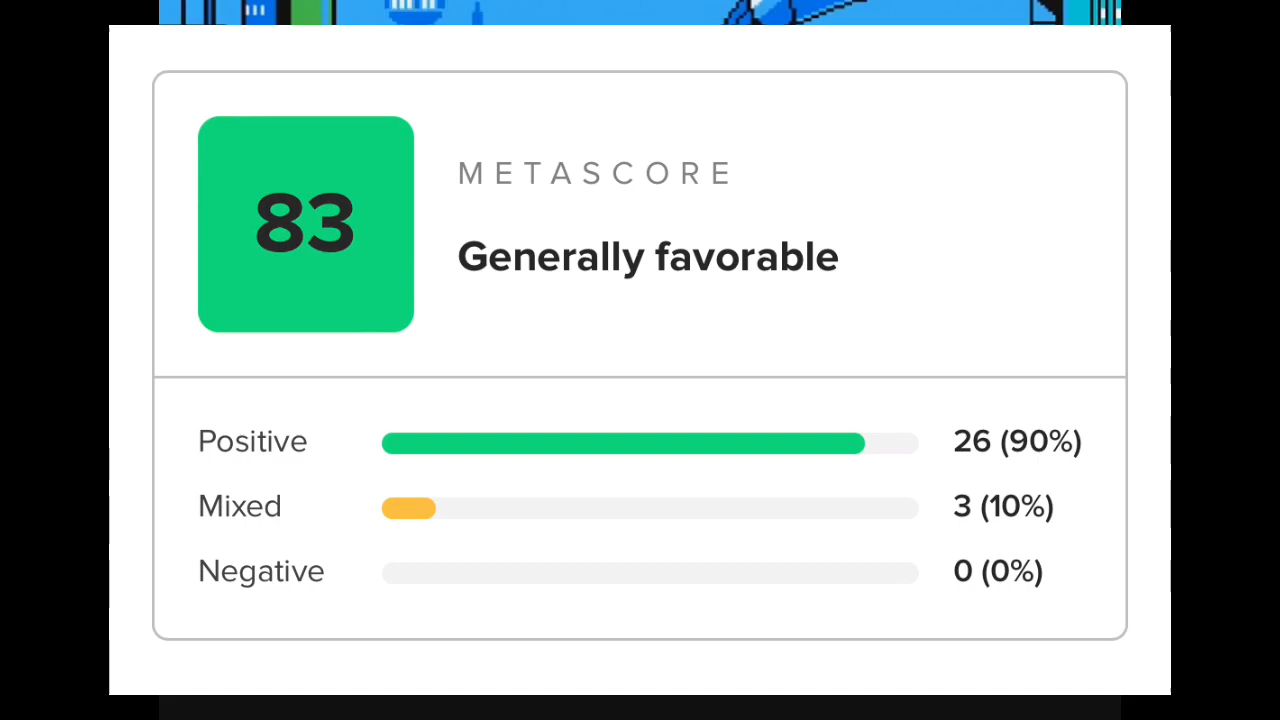 83
METASCORE
Generally favorable
Positive 26 (90%)
Mixed 3 (10%)
Negative 0 (0%)